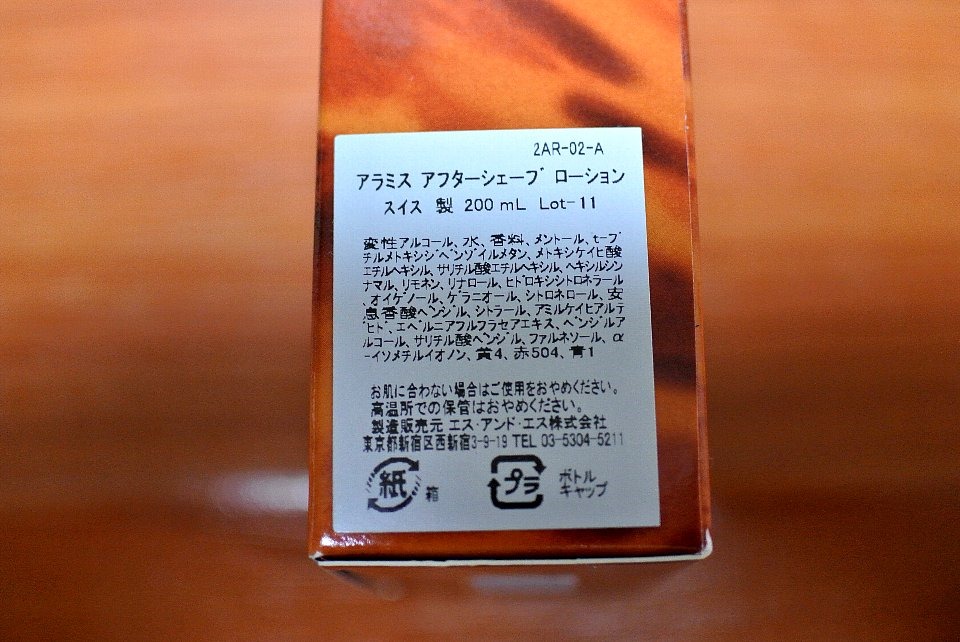 2AR-02-A
アラミス アフターシェーブ ローション
スイス 製 200 mL Lot-11
変性アルコール、水、香料、メントール、t-ブ
チルメトキシジベンゾイルメタン、メトキシケイヒ酸
エチルヘキシル、サリチル酸エチルヘキシル、ヘキシルシン
ナマル、リモネン、リナロール、ヒドロキシシトロネラール
、オイゲノール、ゲラニオール、シトロネロール、安
息香酸ベンジル、シトラール、アミルケイヒアルデ
ヒド、エベルニアフルフラセアエキス、ベンジルア
ルコール、サリチル酸ベンジル、ファルネソール、α
-イソメチルイオノン、黄4、赤504、青1
お肌に合わない場合はご使用をおやめください。
高温所での保管はおやめください。
製造販売元 エス・アンド・エス株式会社
東京都新宿区西新宿3-9-19 TEL 03-5304-5211
紙 箱 プラ ボトル
キャップ